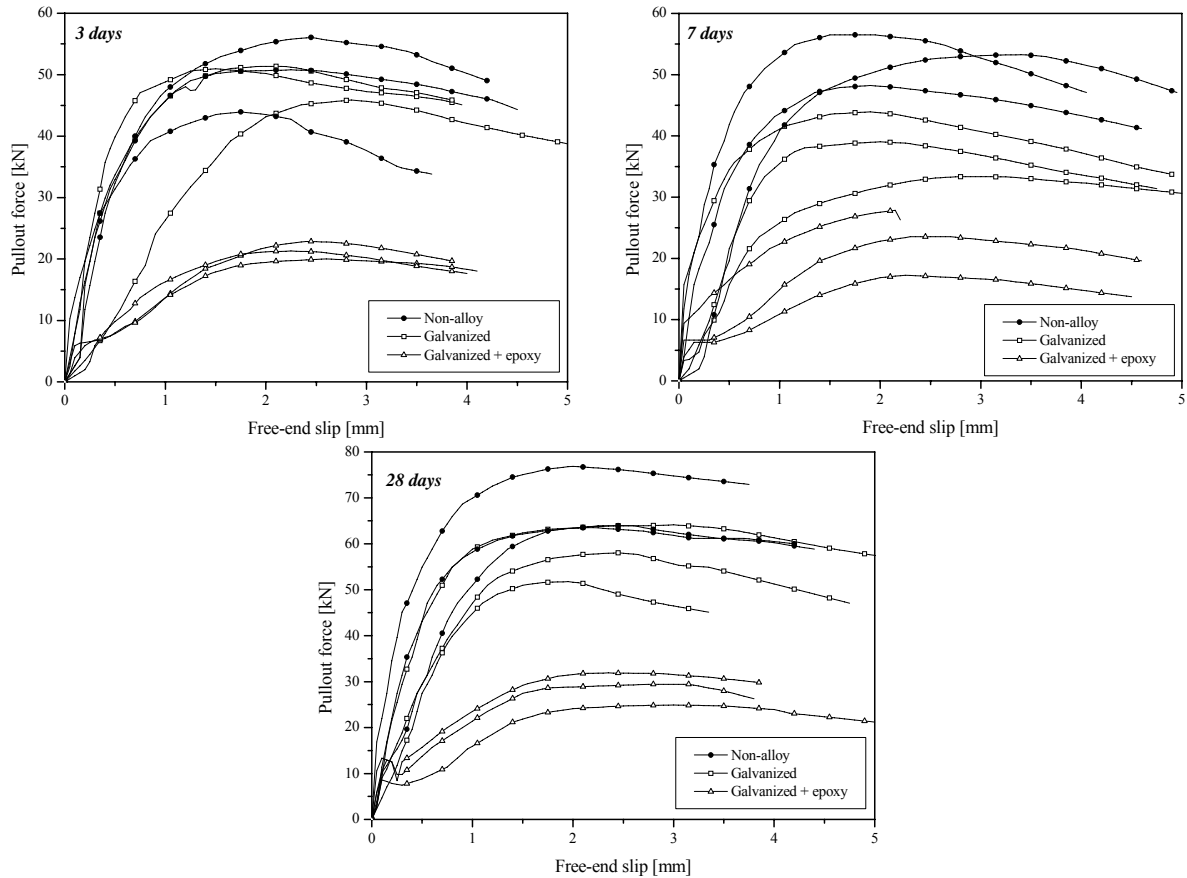 3 days
Pullout force [kN]
60
50
40
30
20
10
0
Non-alloy
Galvanized
Galvanized + epoxy
0 1 2 3 4 5
Free-end slip [mm]
7 days
Pullout force [kN]
60
50
40
30
20
10
0
Non-alloy
Galvanized
Galvanized + epoxy
0 1 2 3 4 5
Free-end slip [mm]
28 days
Pullout force [kN]
80
70
60
50
40
30
20
10
0
Non-alloy
Galvanized
Galvanized + epoxy
0 1 2 3 4 5
Free-end slip [mm]